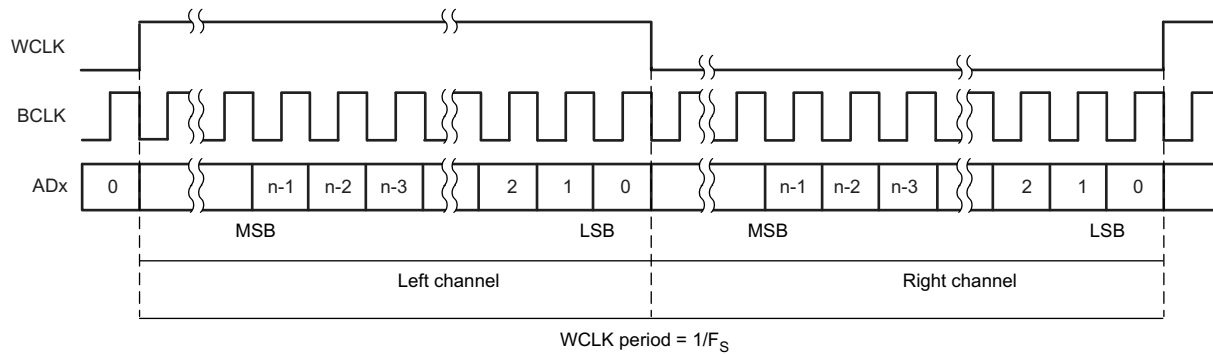 WCLK
BCLK
ADx 0 n-1 n-2 n-3 2 1 0 n-1 n-2 n-3 2 1 0
MSB LSB MSB LSB
Left channel Right channel
WCLK period = 1/FS